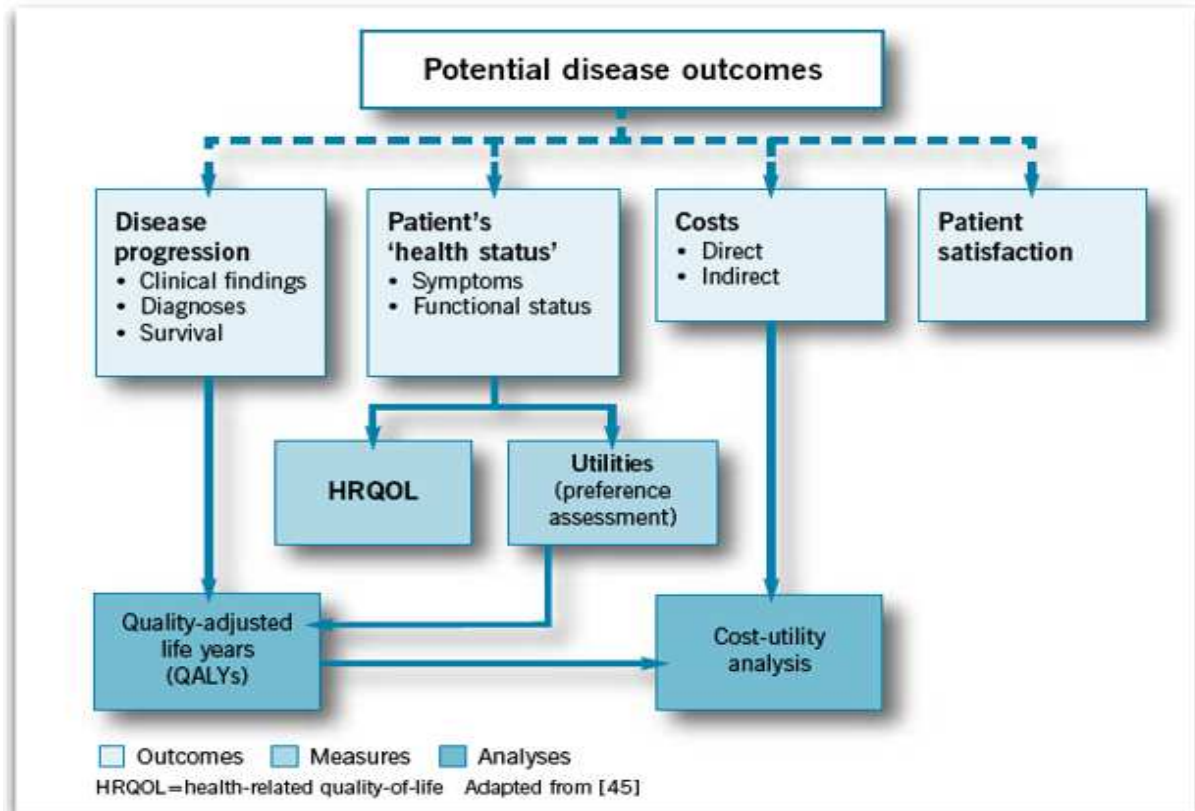 Potential disease outcomes
Disease
progression
• Clinical findings
• Diagnoses
• Survival
Patient's
‘health status’
• Symptoms
• Functional status
Costs
• Direct
• Indirect
Patient
satisfaction
HRQOL
Utilities
(preference
assessment)
Quality-adjusted
life years
(QALYs)
Cost-utility
analysis
Outcomes Measures Analyses
HRQOL=health-related quality-of-life Adapted from [45]